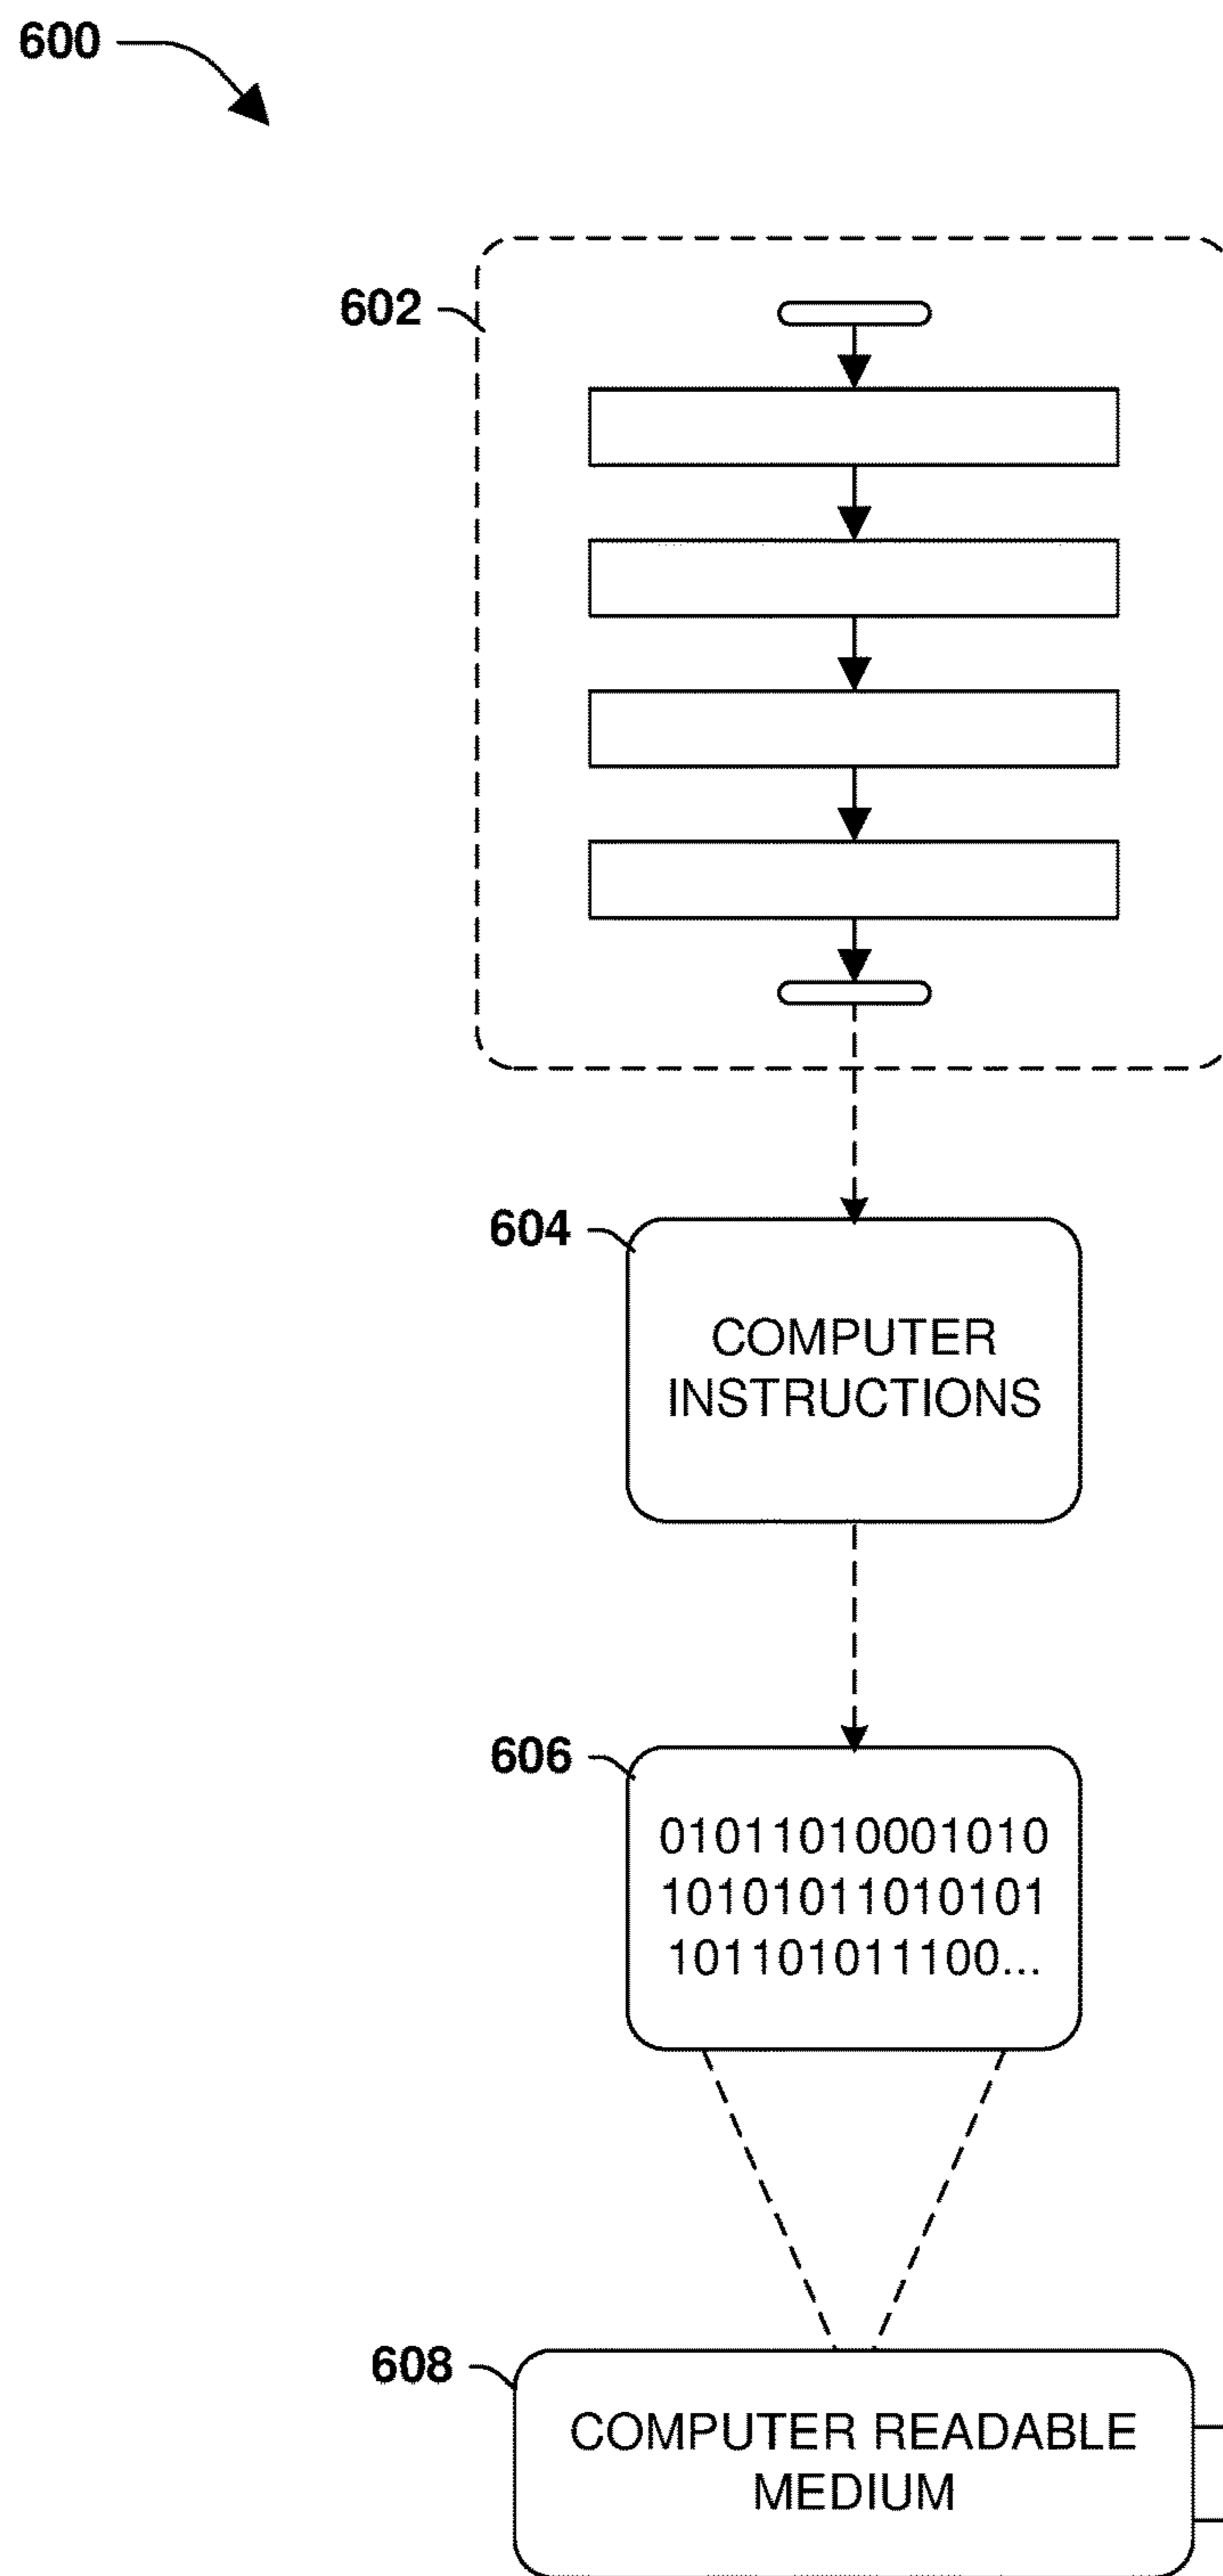 600
602
604
COMPUTER
INSTRUCTIONS
606
01011010001010
10101011010101
101101011100...
608
COMPUTER READABLE
MEDIUM